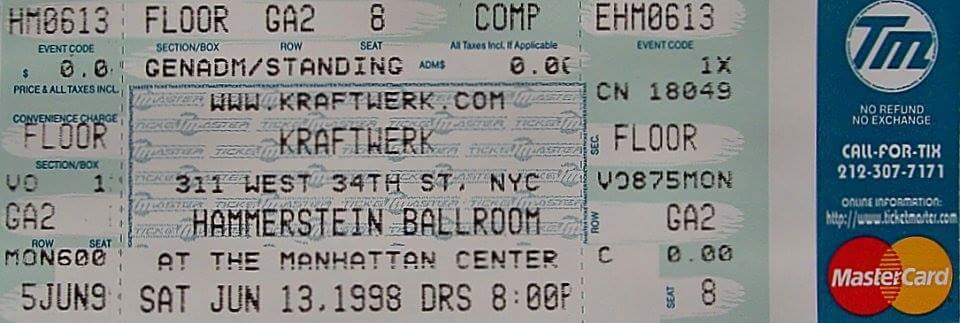 HM0613 FLOOR GA2 8 COMP EHM0613
EVENT CODE SECTION/BOX ROW SEAT All Taxes Incl. If Applicable EVENT CODE
$ 0.0 GENADM/STANDING ADM$ 0.00 1X
PRICE & ALL TAXES INCL. WWW.KRAFTWERK.COM CN 18049
CONVENIENCE CHARGE
FLOOR KRAFTWERK SEC. FLOOR
SECTION/BOX
VO 1 311 WEST 34TH ST, NYC VO875MON
GA2 HAMMERSTEIN BALLROOM ROW GA2
ROW SEAT
MON600 AT THE MANHATTAN CENTER C 0.00
5JUN9 SAT JUN 13,1998 DRS 8:00P SEAT 8
Tm
NO REFUND
NO EXCHANGE
CALL-FOR-TIX
212-307-7171
ONLINE INFORMATION:
http://www.ticketmaster.com
MasterCard